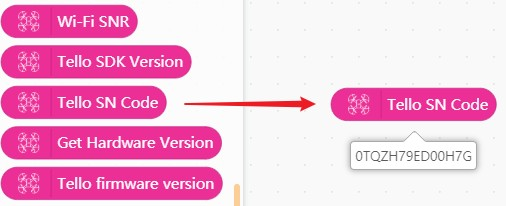 Wi-Fi SNR
Tello SDK Version
Tello SN Code
Get Hardware Version
Tello firmware version
Tello SN Code
0TQZH79ED00H7G